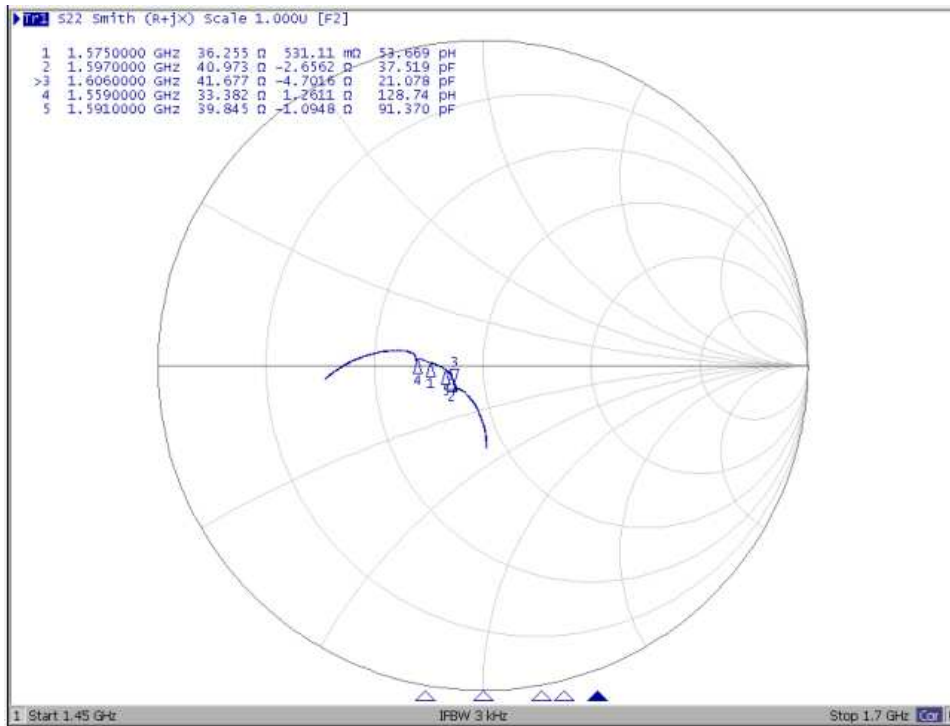 Tr1 S22 Smith (R+jX) Scale 1.000U [F2]
1 1.5750000 GHz 36.255 Ω 531.11 mΩ 53.669 pH
2 1.5970000 GHz 40.973 Ω -2.6562 Ω 37.519 pF
>3 1.6060000 GHz 41.677 Ω -4.7016 Ω 21.078 pF
4 1.5590000 GHz 33.382 Ω 1.2611 Ω 128.74 pH
5 1.5910000 GHz 39.845 Ω -1.0948 Ω 91.370 pF
3
4 1
2
1 Start 1.45 GHz IFBW 3 kHz Stop 1.7 GHz Cor